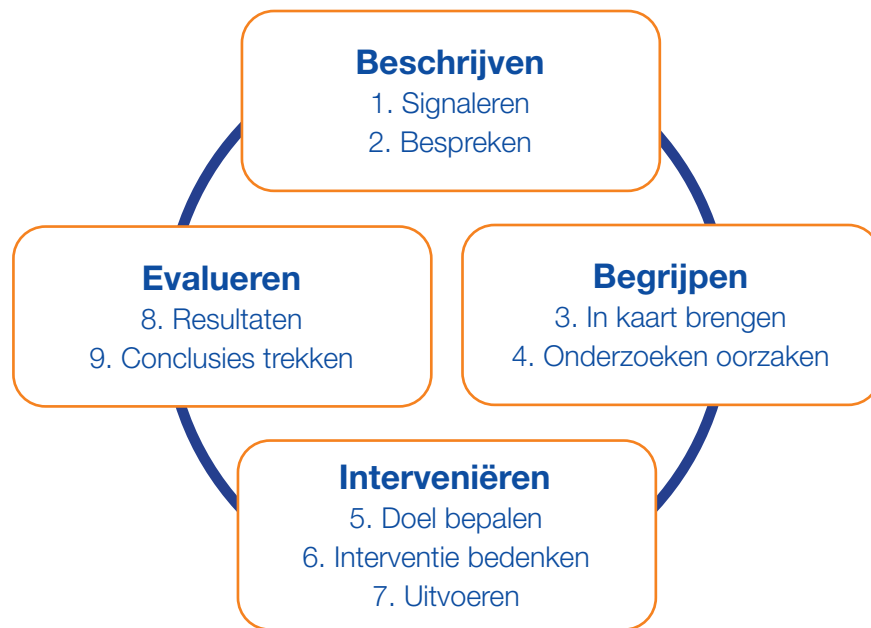 Beschrijven
1. Signaleren
2. Bespreken
Begrijpen
3. In kaart brengen
4. Onderzoeken oorzaken
Interveniëren
5. Doel bepalen
6. Interventie bedenken
7. Uitvoeren
Evalueren
8. Resultaten
9. Conclusies trekken